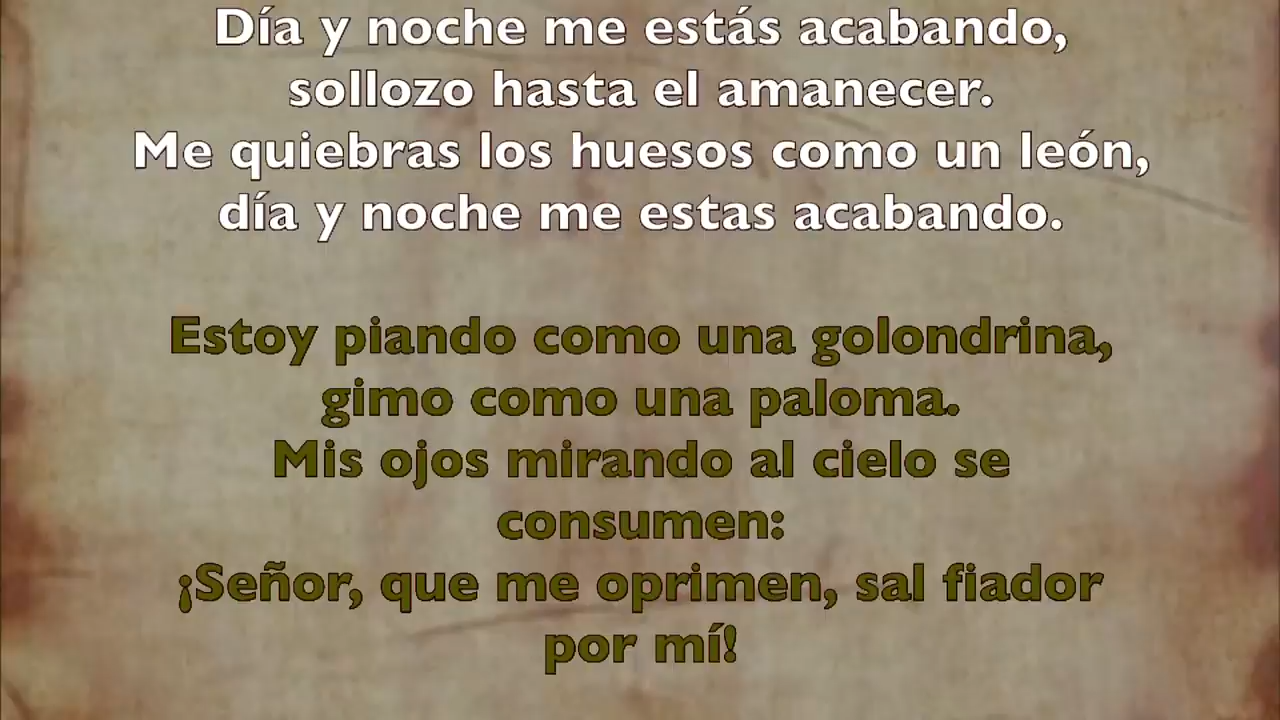 Día y noche me estás acabando,
sollozo hasta el amanecer.
Me quiebras los huesos como un león,
día y noche me estas acabando.
Estoy piando como una golondrina,
gimo como una paloma.
Mis ojos mirando al cielo se
consumen:
¡Señor, que me oprimen, sal fiador
por mí!